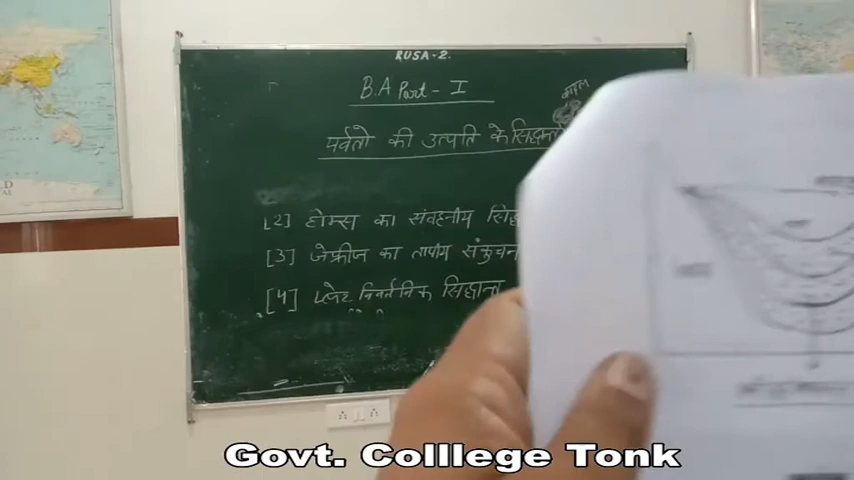 RUSA-2.
B.A Part - I
पर्वतो की उत्पति के सिद्धान्त
[2] होम्स का संवहनीय
[3] जेफ्रीज का तापीय संकुचन
[4] प्लेट विवर्तनिक सिद्धान्त
Govt. Colllege Tonk